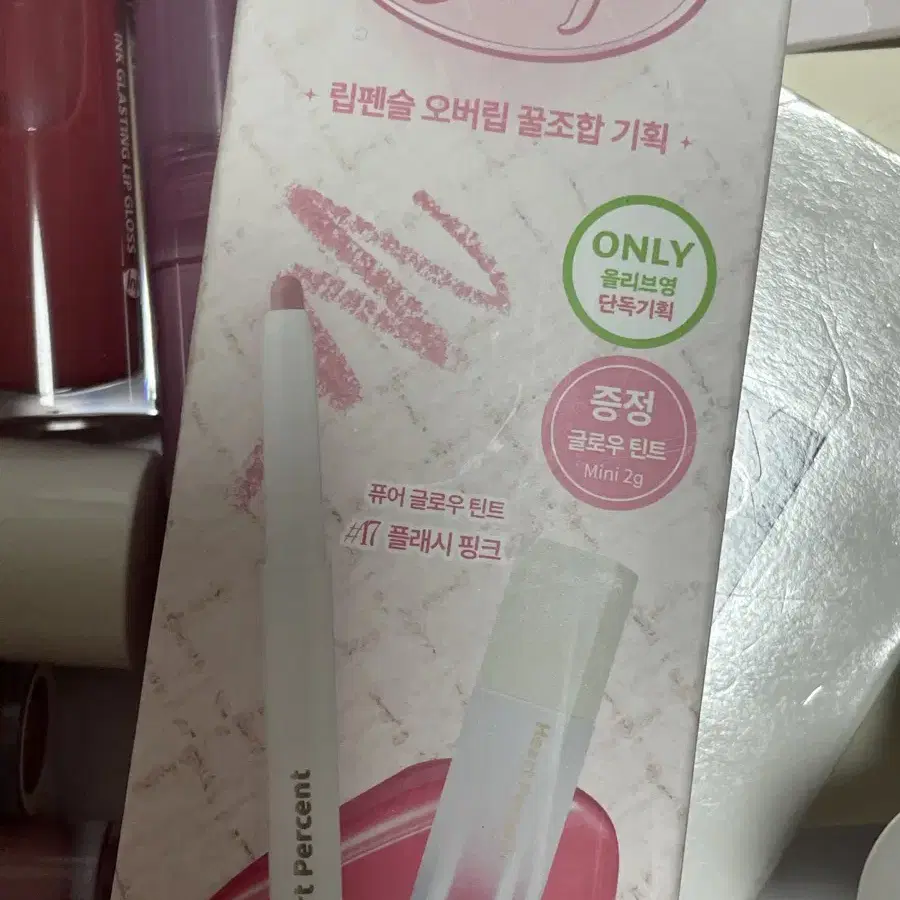 립펜슬 오버립 꿀조합 기획
ONLY
올리브영
단독기획
증정
글로우 틴트
Mini 2g
퓨어 글로우 틴트
#17 플래시 핑크
rt Percent
INK GLASTING LIP GLOSS